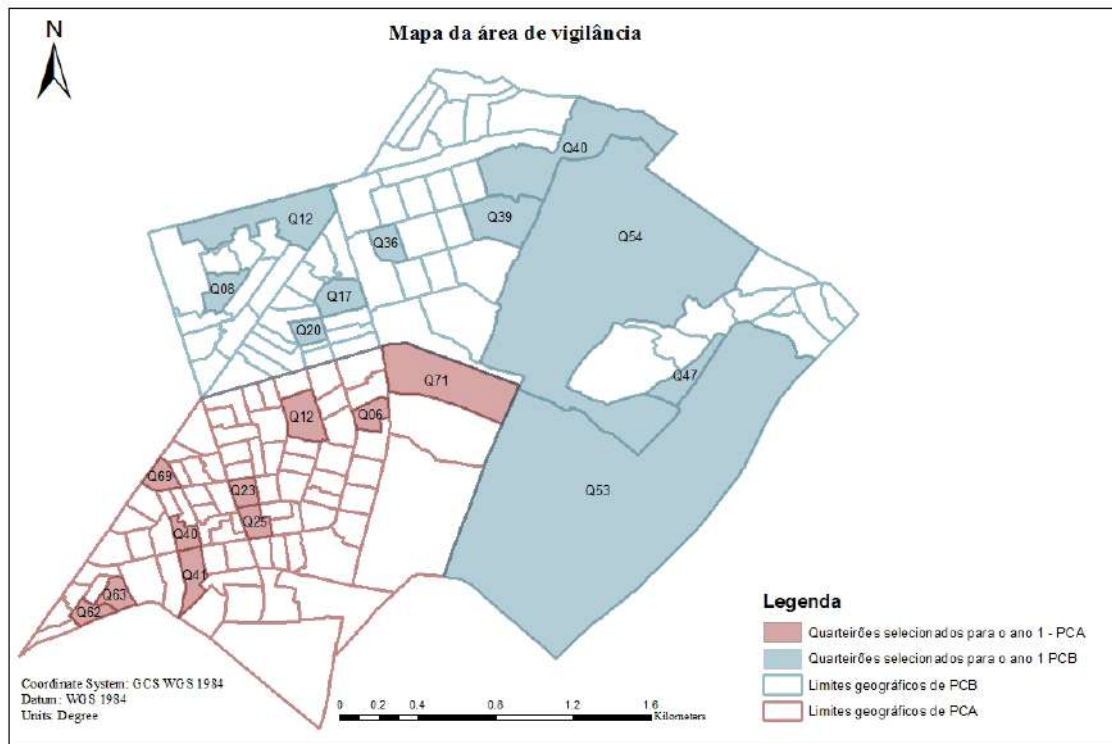 N
Mapa da área de vigilância
Q40
Q12
Q39
Q36
Q54
Q08
Q17
Q20
Q47
Q71
Q12
Q06
Q69
Q23
Q53
Q25
Q40
Q41
Q63
Q62
Legenda
Quarteirões selecionados para o ano 1 - PCA
Quarteirões selecionados para o ano 1 PCB
Limites geográficos de PCB
Limites geográficos de PCA
Coordinate System: GCS WGS 1984
Datum: WGS 1984
Units: Degree
0 0.2 0.4 0.8 1.2 1.6
Kilometers